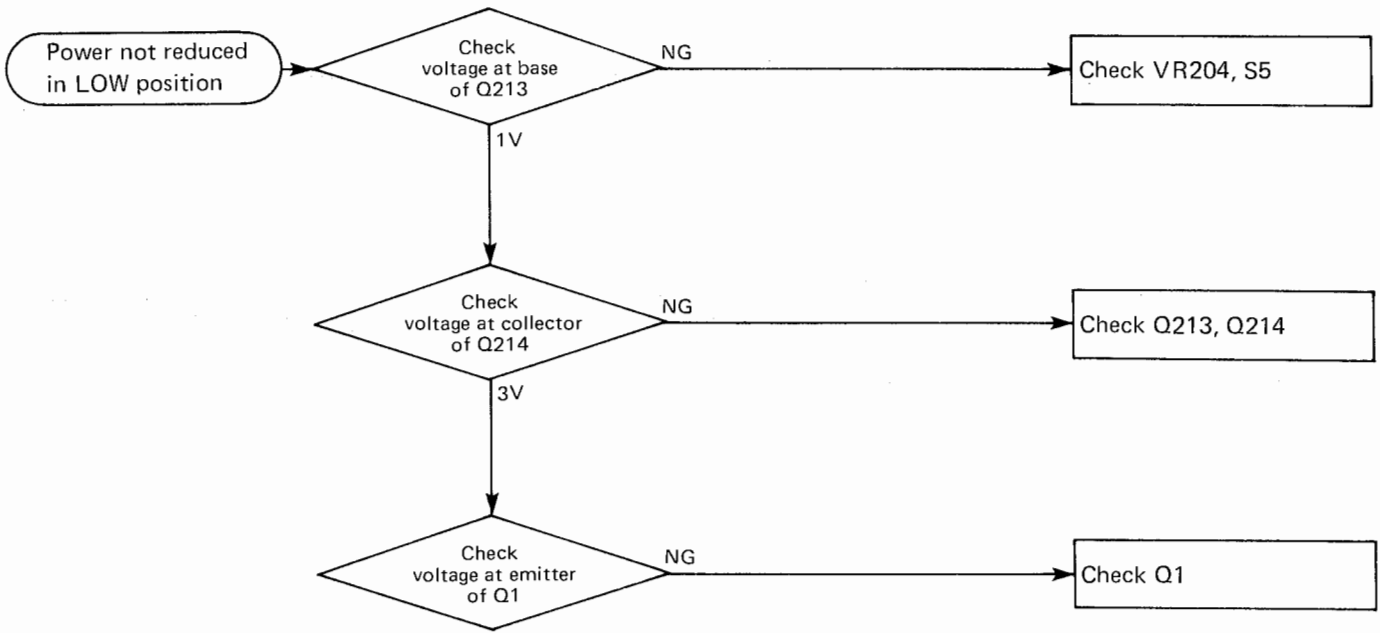 Power not reduced
in LOW position
Check
voltage at base
of Q213
NG
Check VR204, S5
1V
Check
voltage at collector
of Q214
NG
Check Q213, Q214
3V
Check
voltage at emitter
of Q1
NG
Check Q1